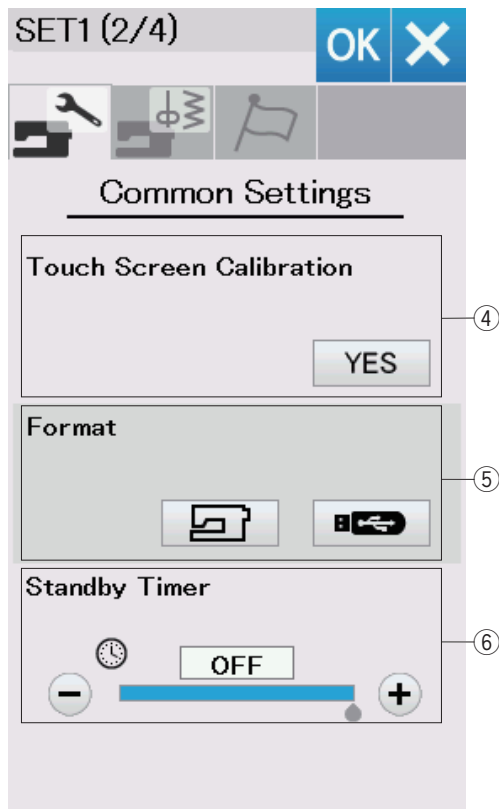 SET1 (2/4)
OK
Common Settings
Touch Screen Calibration
④
YES
Format
⑤
Standby Timer
⑥
OFF